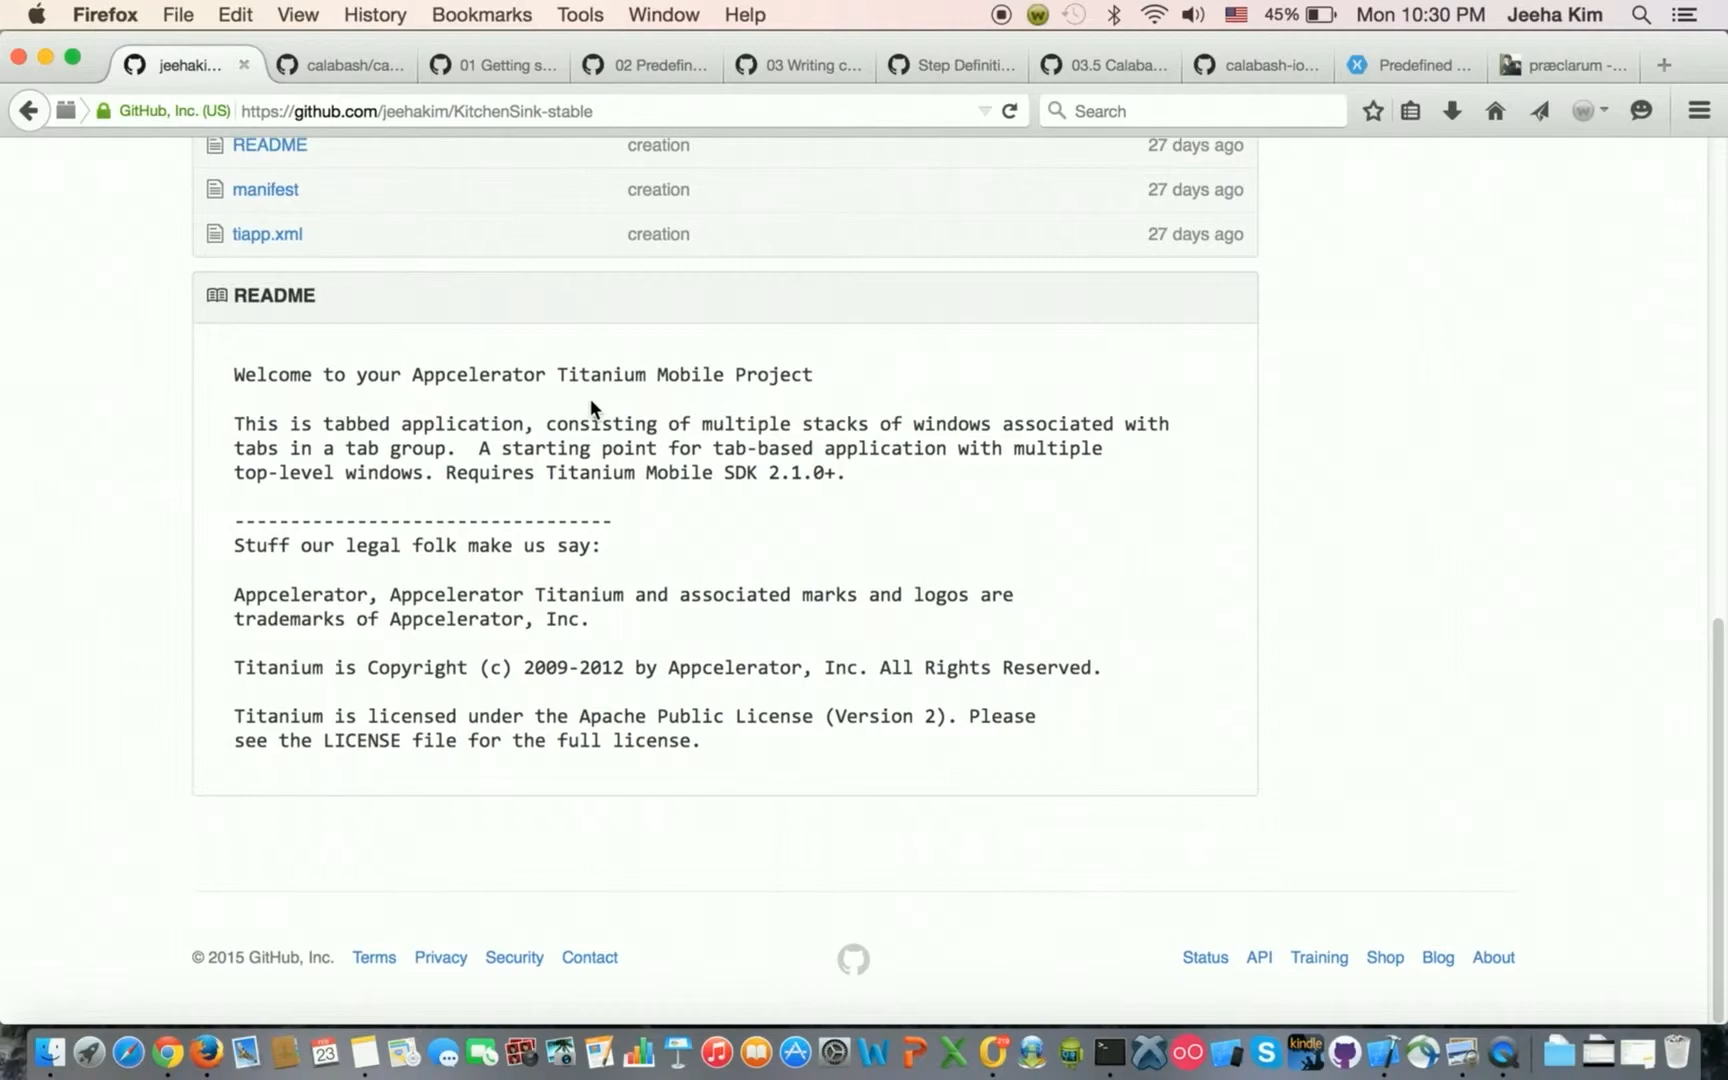 Firefox File Edit View History Bookmarks Tools Window Help 45% Mon 10:30 PM Jeeha Kim
jeehaki... calabash/ca... 01 Getting s... 02 Predefin... 03 Writing c... Step Definiti... 03.5 Calaba... calabash-io... Predefined ... præclarum -...
GitHub, Inc. (US) https://github.com/jeehakim/KitchenSink-stable Search
README creation 27 days ago
manifest creation 27 days ago
tiapp.xml creation 27 days ago
README
Welcome to your Appcelerator Titanium Mobile Project
This is tabbed application, consisting of multiple stacks of windows associated with
tabs in a tab group. A starting point for tab-based application with multiple
top-level windows. Requires Titanium Mobile SDK 2.1.0+.
----------------------------------
Stuff our legal folk make us say:
Appcelerator, Appcelerator Titanium and associated marks and logos are
trademarks of Appcelerator, Inc.
Titanium is Copyright (c) 2009-2012 by Appcelerator, Inc. All Rights Reserved.
Titanium is licensed under the Apache Public License (Version 2). Please
see the LICENSE file for the full license.
© 2015 GitHub, Inc. Terms Privacy Security Contact Status API Training Shop Blog About
23
kindle